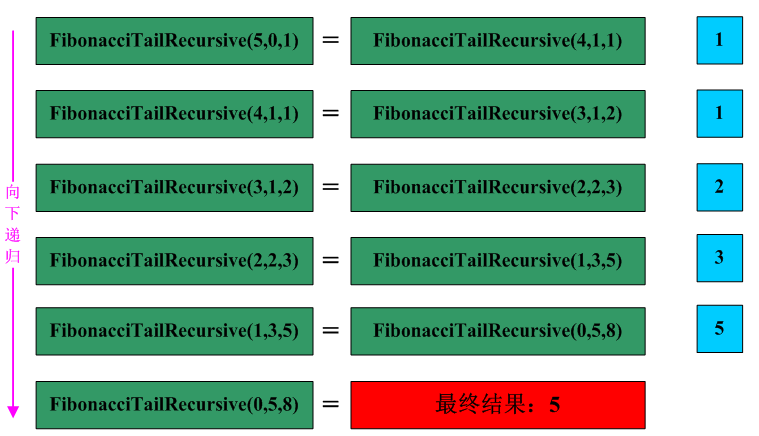 FibonacciTailRecursive(5,0,1) = FibonacciTailRecursive(4,1,1) 1
FibonacciTailRecursive(4,1,1) = FibonacciTailRecursive(3,1,2) 1
FibonacciTailRecursive(3,1,2) = FibonacciTailRecursive(2,2,3) 2
FibonacciTailRecursive(2,2,3) = FibonacciTailRecursive(1,3,5) 3
FibonacciTailRecursive(1,3,5) = FibonacciTailRecursive(0,5,8) 5
FibonacciTailRecursive(0,5,8) = 最终结果：5
向下递归